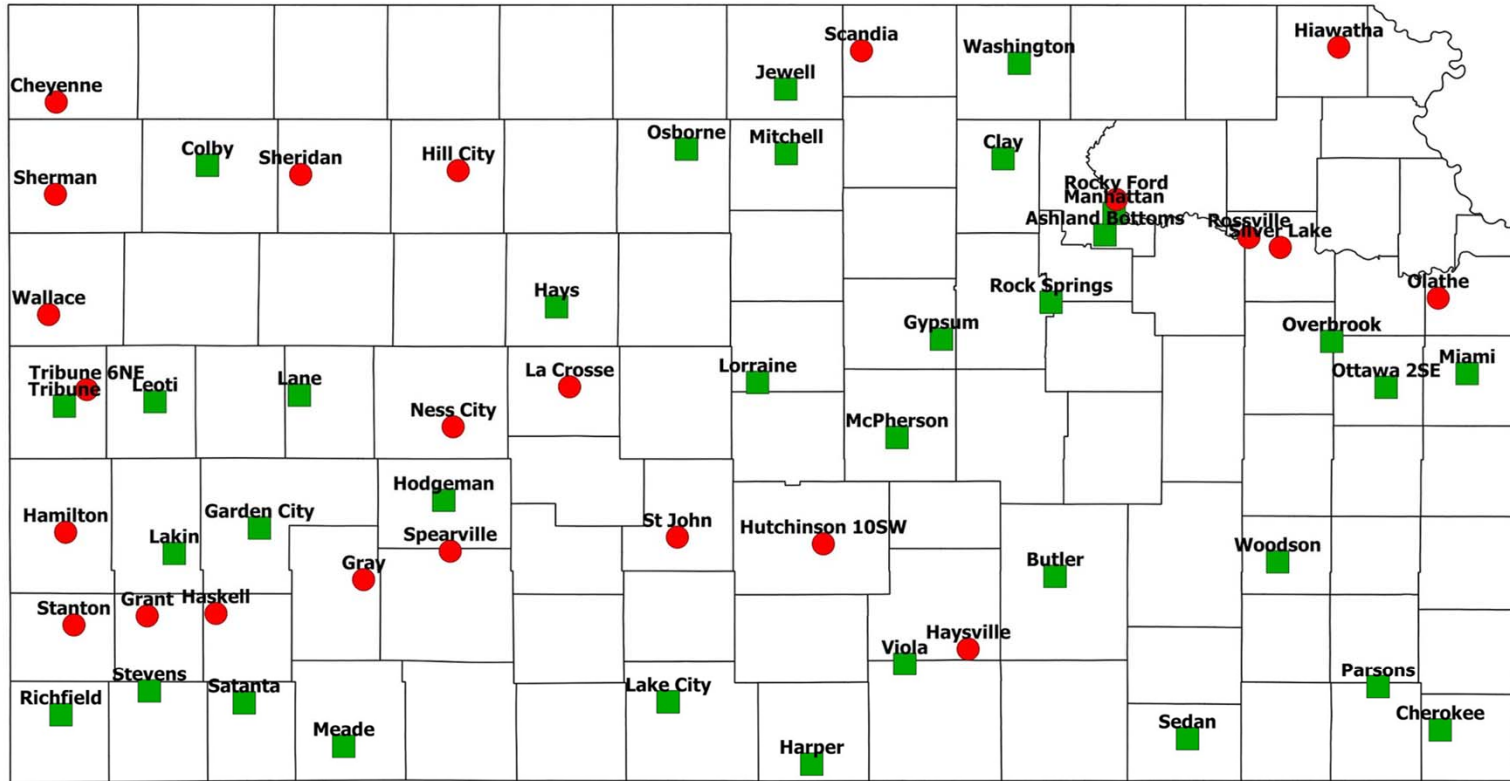 Scandia
Hiawatha
Washington
Jewell
Cheyenne
Osborne
Mitchell
Clay
Colby
Sheridan
Hill City
Sherman
Rocky Ford
Manhattan
Ashland Bottoms
Rossville
Silver Lake
Wallace
Hays
Rock Springs
Olathe
Gypsum
Overbrook
Tribune 6NE
Tribune
Leoti
Lane
La Crosse
Lorraine
Ottawa 2SE
Miami
Ness City
McPherson
Hodgeman
Hamilton
Garden City
Lakin
Spearville
St John
Hutchinson 10SW
Gray
Butler
Woodson
Stanton
Grant
Haskell
Haysville
Viola
Stevens
Satanta
Richfield
Lake City
Parsons
Meade
Harper
Sedan
Cherokee